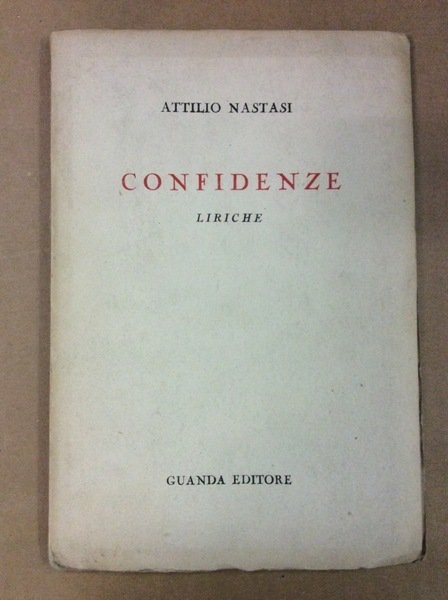 ATTILIO NASTASI
CONFIDENZE
LIRICHE
GUANDA EDITORE